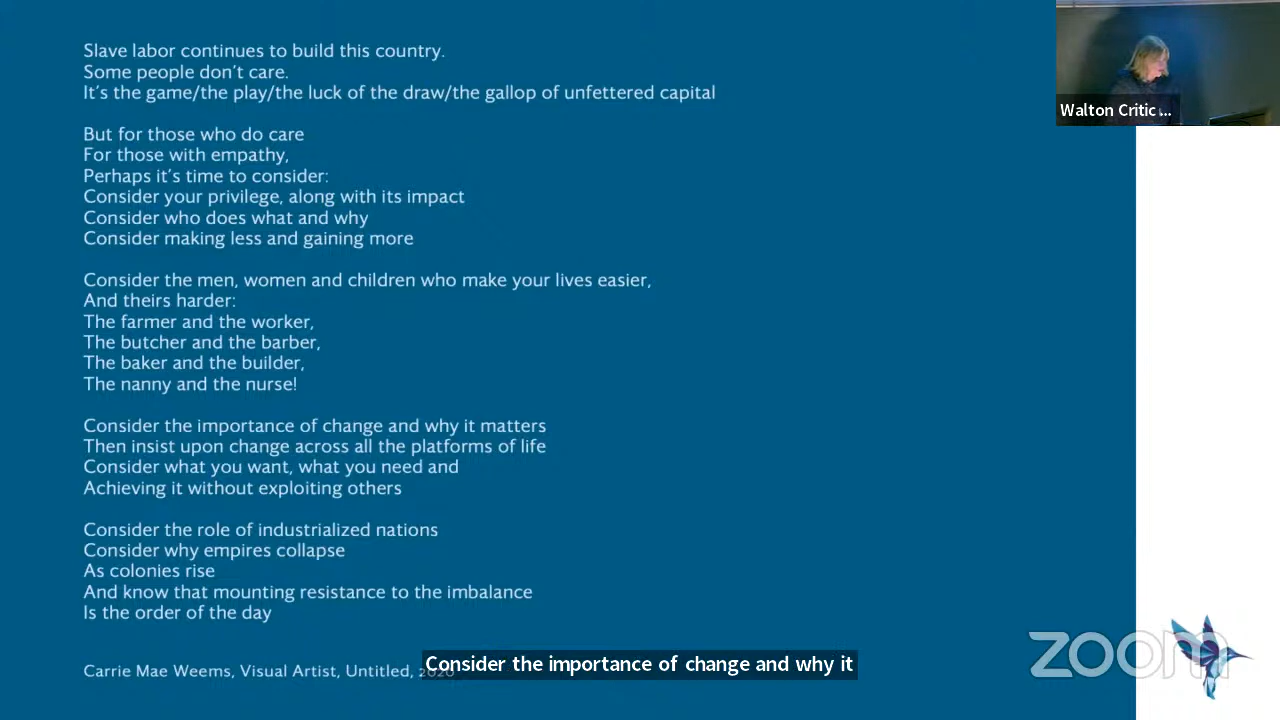 Slave labor continues to build this country.
Some people don't care.
It's the game/the play/the luck of the draw/the gallop of unfettered capital
But for those who do care
For those with empathy,
Perhaps it's time to consider:
Consider your privilege, along with its impact
Consider who does what and why
Consider making less and gaining more
Consider the men, women and children who make your lives easier,
And theirs harder:
The farmer and the worker,
The butcher and the barber,
The baker and the builder,
The nanny and the nurse!
Consider the importance of change and why it matters
Then insist upon change across all the platforms of life
Consider what you want, what you need and
Achieving it without exploiting others
Consider the role of industrialized nations
Consider why empires collapse
As colonies rise
And know that mounting resistance to the imbalance
Is the order of the day
Carrie Mae Weems, Visual Artist, Untitled, 2020
Consider the importance of change and why it
Walton Critic ...
zoom